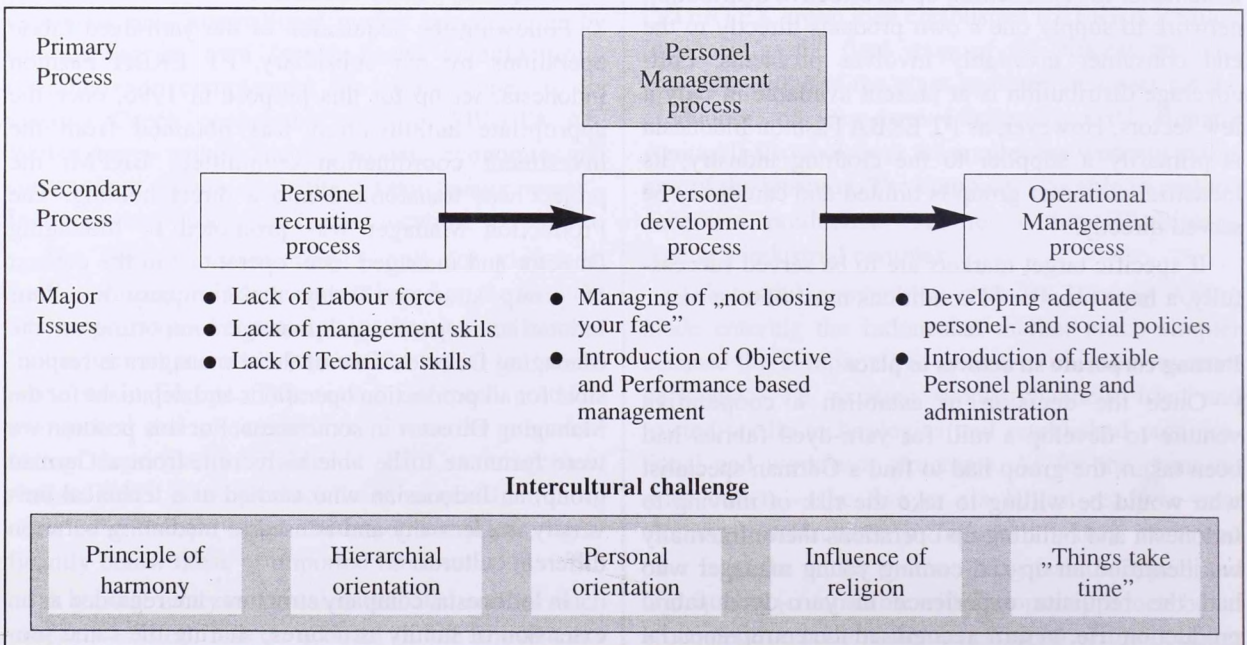 Primary
Process
Personel
Management
process
Secondary
Process
Personel
recruiting
process
Personel
development
process
Operational
Management
process
Major
Issues
● Lack of Labour force
● Lack of management skils
● Lack of Technical skills
● Managing of „not loosing
your face”
● Introduction of Objective
and Performance based
management
● Developing adequate
personel- and social policies
● Introduction of flexible
Personel planing and
administration
Intercultural challenge
Principle of
harmony
Hierarchial
orientation
Personal
orientation
Influence of
religion
„Things take
time”